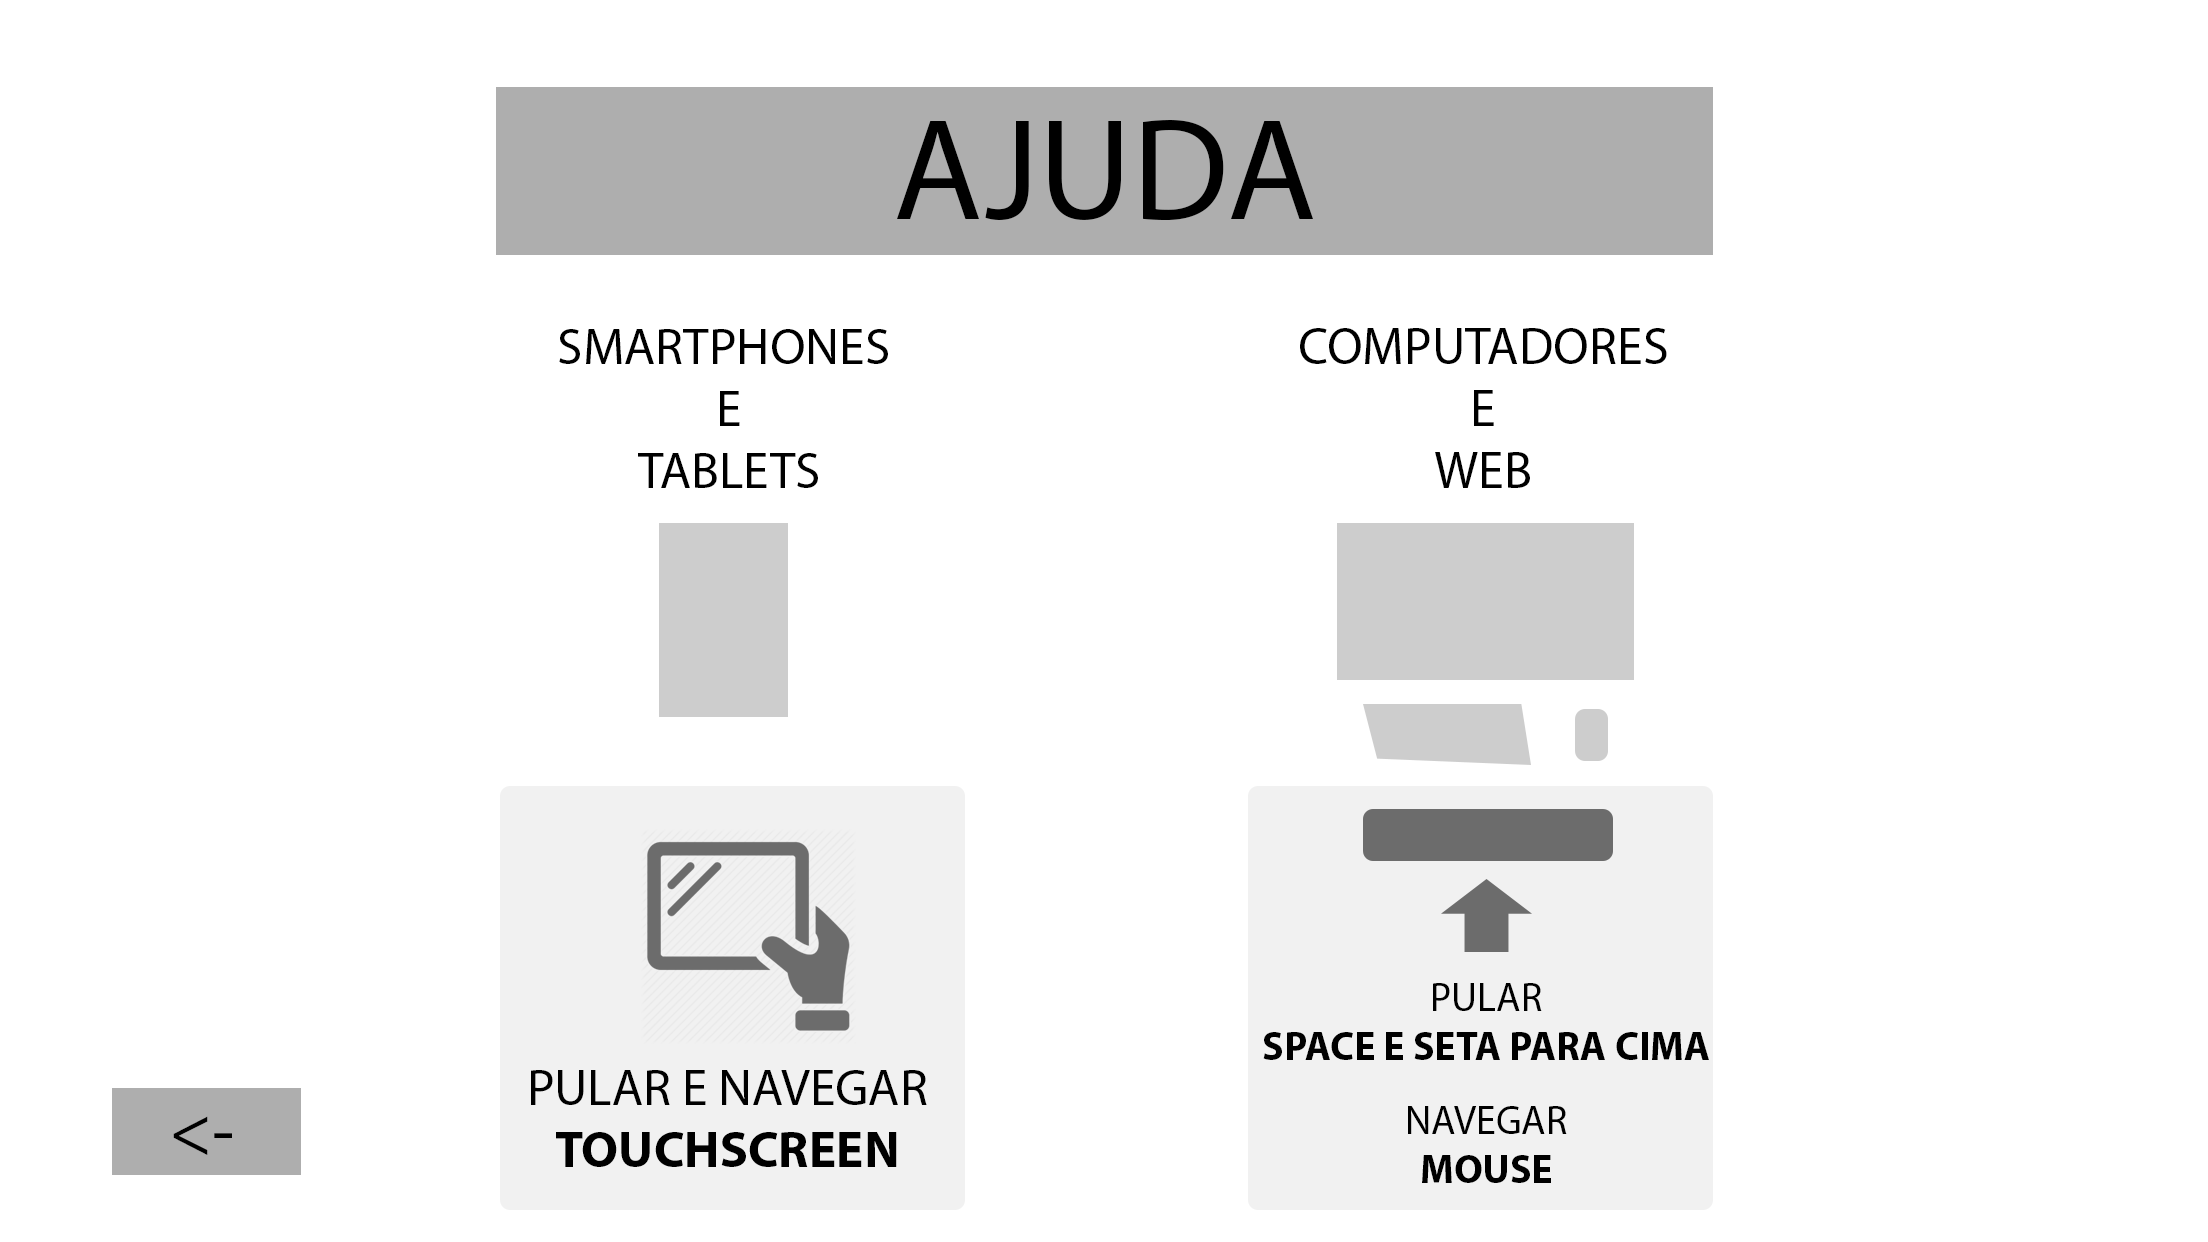 AJUDA
SMARTPHONES
E
TABLETS
COMPUTADORES
E
WEB
PULAR E NAVEGAR
TOUCHSCREEN
PULAR
SPACE E SETA PARA CIMA
NAVEGAR
MOUSE
<-